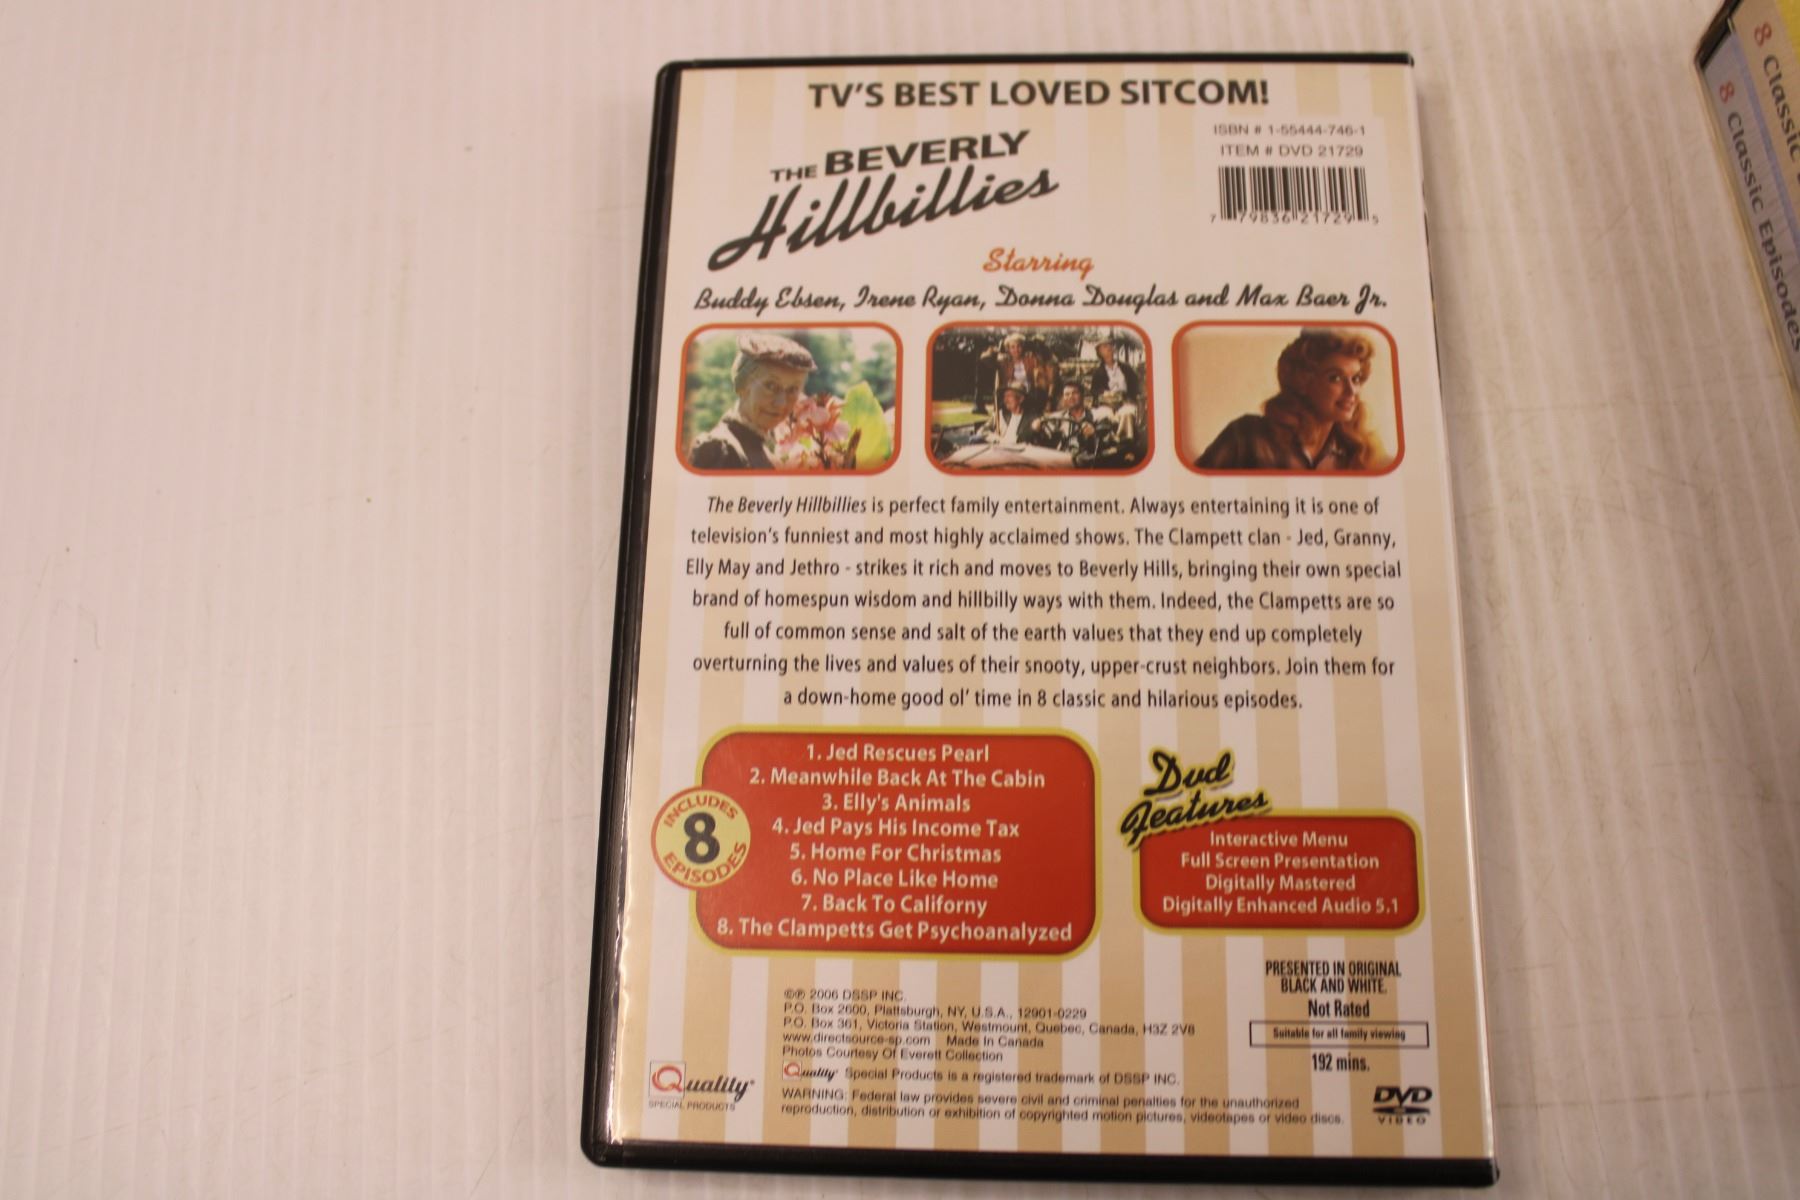 TV'S BEST LOVED SITCOM!
THE BEVERLY
Hillbillies
ISBN # 1-55444-746-1
ITEM # DVD 21729
7 79836 21729 5
Starring
Buddy Ebsen, Irene Ryan, Donna Douglas and Max Baer Jr.
The Beverly Hillbillies is perfect family entertainment. Always entertaining it is one of
television's funniest and most highly acclaimed shows. The Clampett clan - Jed, Granny,
Elly May and Jethro - strikes it rich and moves to Beverly Hills, bringing their own special
brand of homespun wisdom and hillbilly ways with them. Indeed, the Clampetts are so
full of common sense and salt of the earth values that they end up completely
overturning the lives and values of their snooty, upper-crust neighbors. Join them for
a down-home good ol' time in 8 classic and hilarious episodes.
INCLUDES
8
EPISODES
1. Jed Rescues Pearl
2. Meanwhile Back At The Cabin
3. Elly's Animals
4. Jed Pays His Income Tax
5. Home For Christmas
6. No Place Like Home
7. Back To Californy
8. The Clampetts Get Psychoanalyzed
Dvd
Features
Interactive Menu
Full Screen Presentation
Digitally Mastered
Digitally Enhanced Audio 5.1
PRESENTED IN ORIGINAL
BLACK AND WHITE.
Not Rated
Suitable for all family viewing
192 mins.
DVD
VIDEO
©℗ 2006 DSSP INC.
P.O. Box 2600, Plattsburgh, NY, U.S.A., 12901-0229
P.O. Box 361, Victoria Station, Westmount, Quebec, Canada, H3Z 2V8
www.directsource-sp.com Made In Canada
Photos Courtesy Of Everett Collection
Quality Special Products is a registered trademark of DSSP INC.
WARNING: Federal law provides severe civil and criminal penalties for the unauthorized
reproduction, distribution or exhibition of copyrighted motion pictures, videotapes or video discs.
Quality
SPECIAL PRODUCTS
8 Classic
8 Classic Episodes